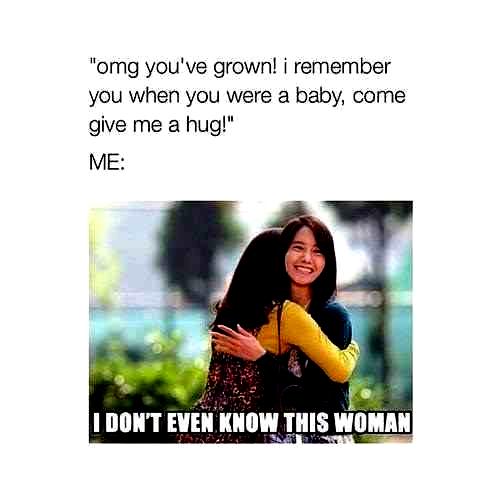 "omg you've grown! i remember
you when you were a baby, come
give me a hug!"
ME:
I DON'T EVEN KNOW THIS WOMAN